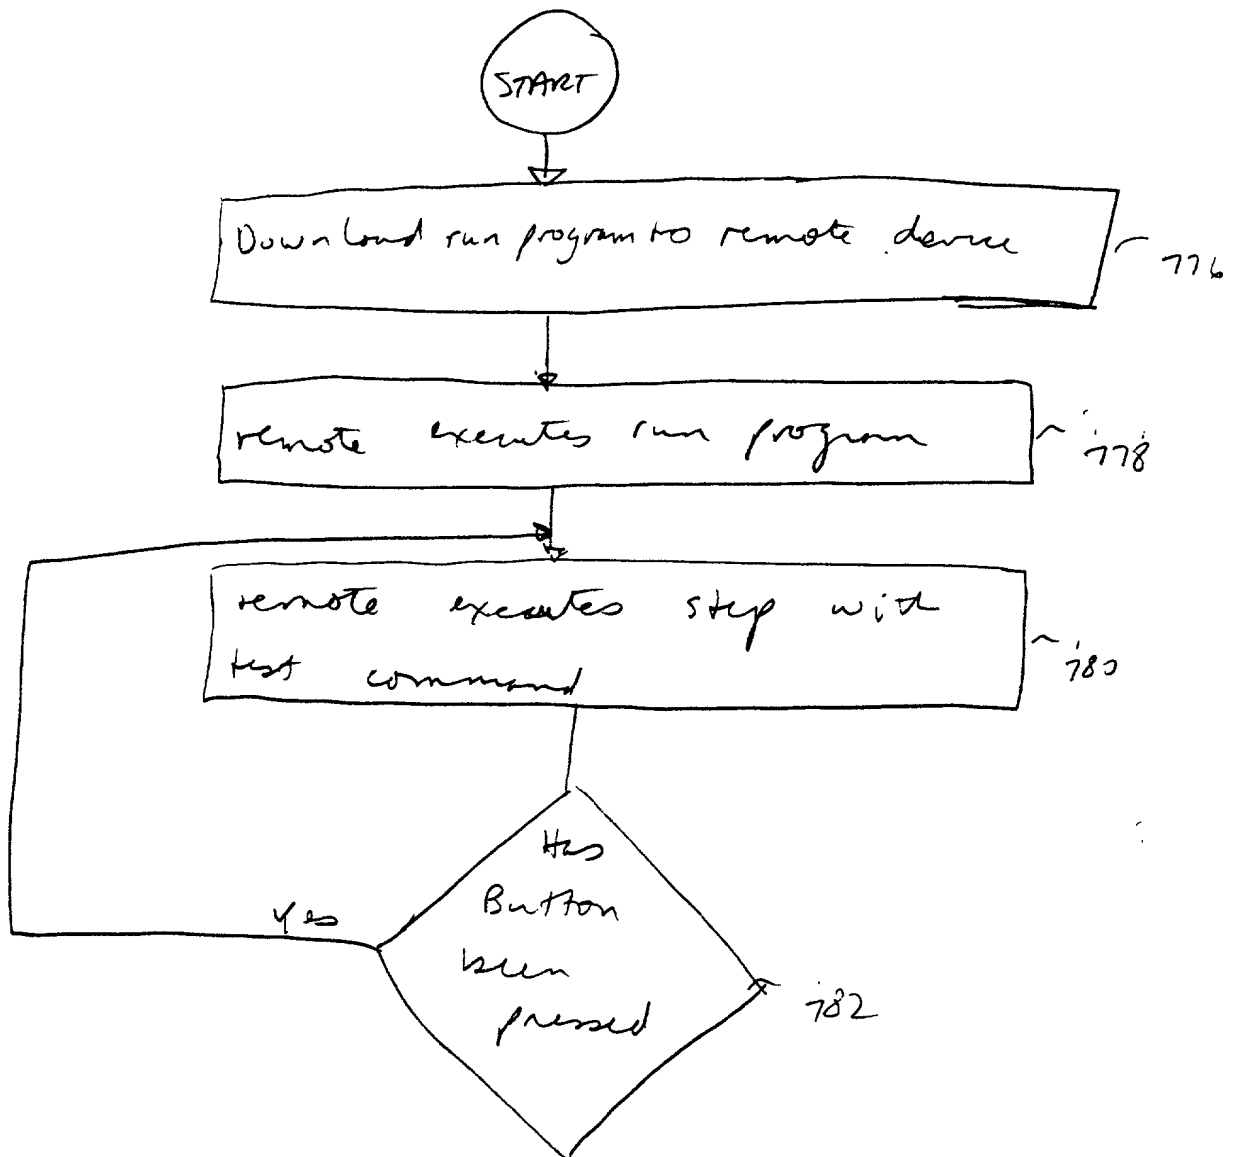 START
Download run program to remote device
776
remote executes run program
778
remote executes step with
test command
780
Has
Button
been
pressed
Yes
782